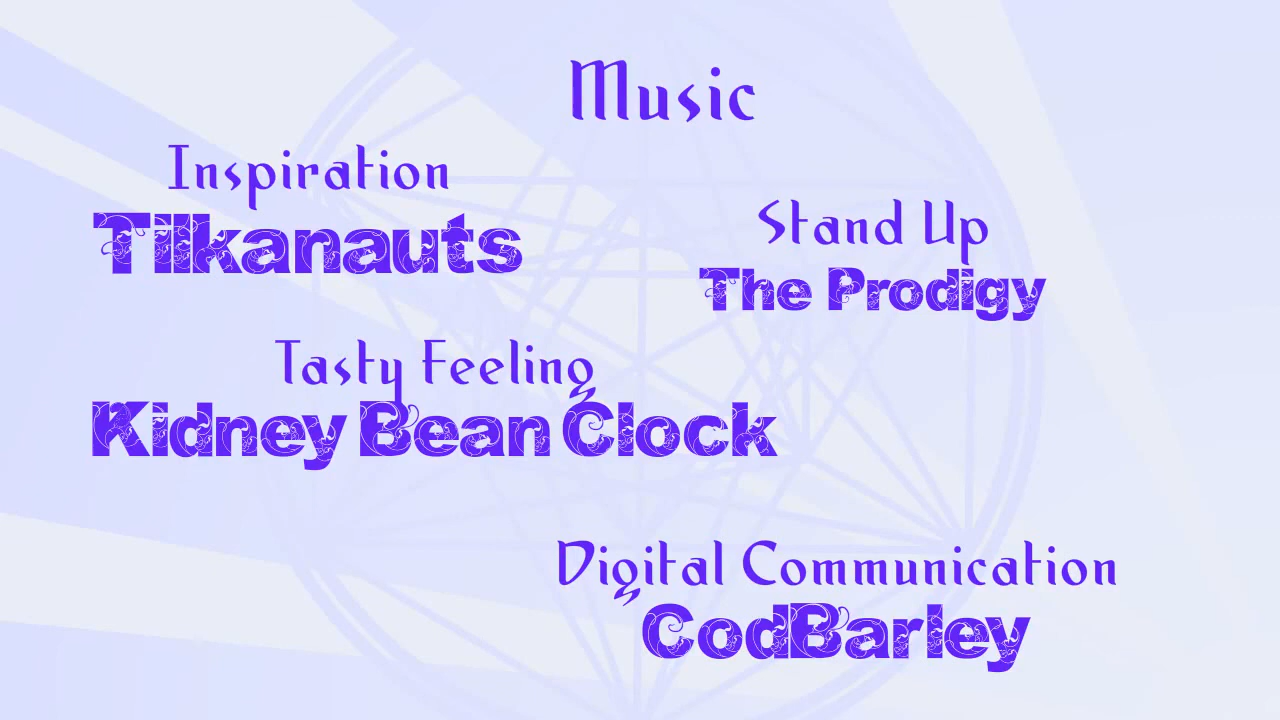 Music
Inspiration
Tilkanauts
Stand Up
The Prodigy
Tasty Feeling
Kidney Bean Clock
Digital Communication
CodBarley